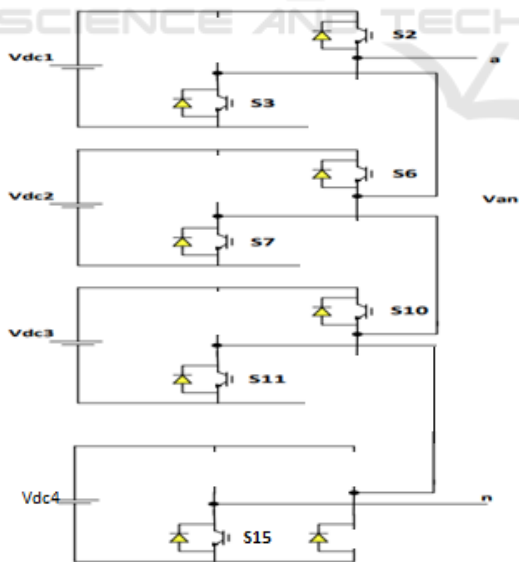 SCIENCE AND TECH
S2
Vdc1
a
S3
S6
Vdc2
Van
S7
S10
Vdc3
S11
Vdc4
n
S15